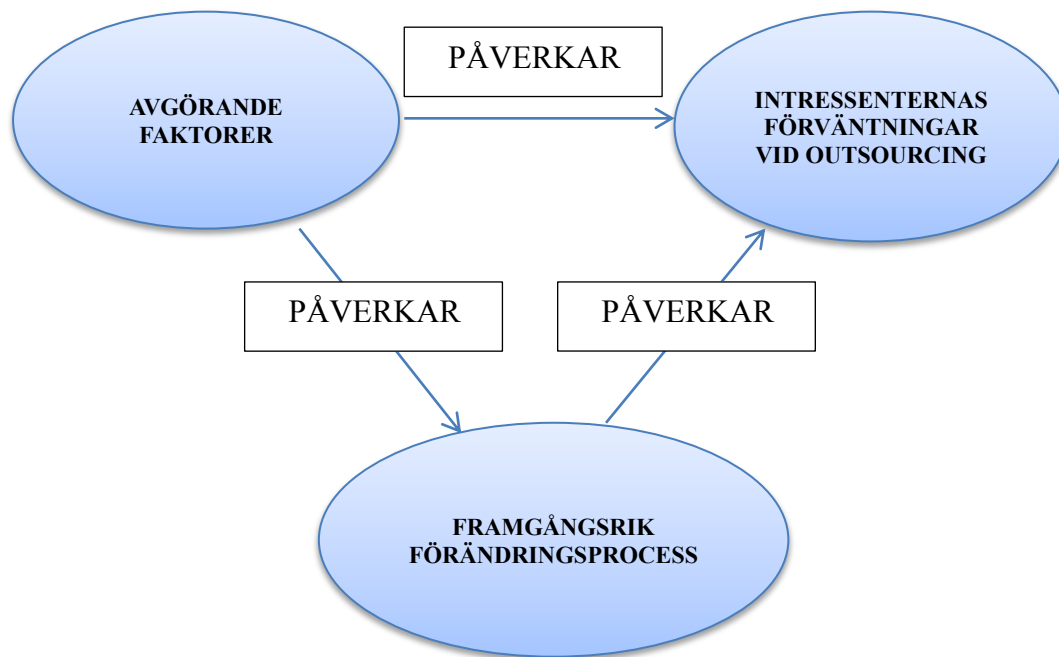 PÅVERKAR
AVGÖRANDE
FAKTORER
INTRESSENTERNAS
FÖRVÄNTNINGAR
VID OUTSOURCING
PÅVERKAR
PÅVERKAR
FRAMGÅNGSRIK
FÖRÄNDRINGSPROCESS